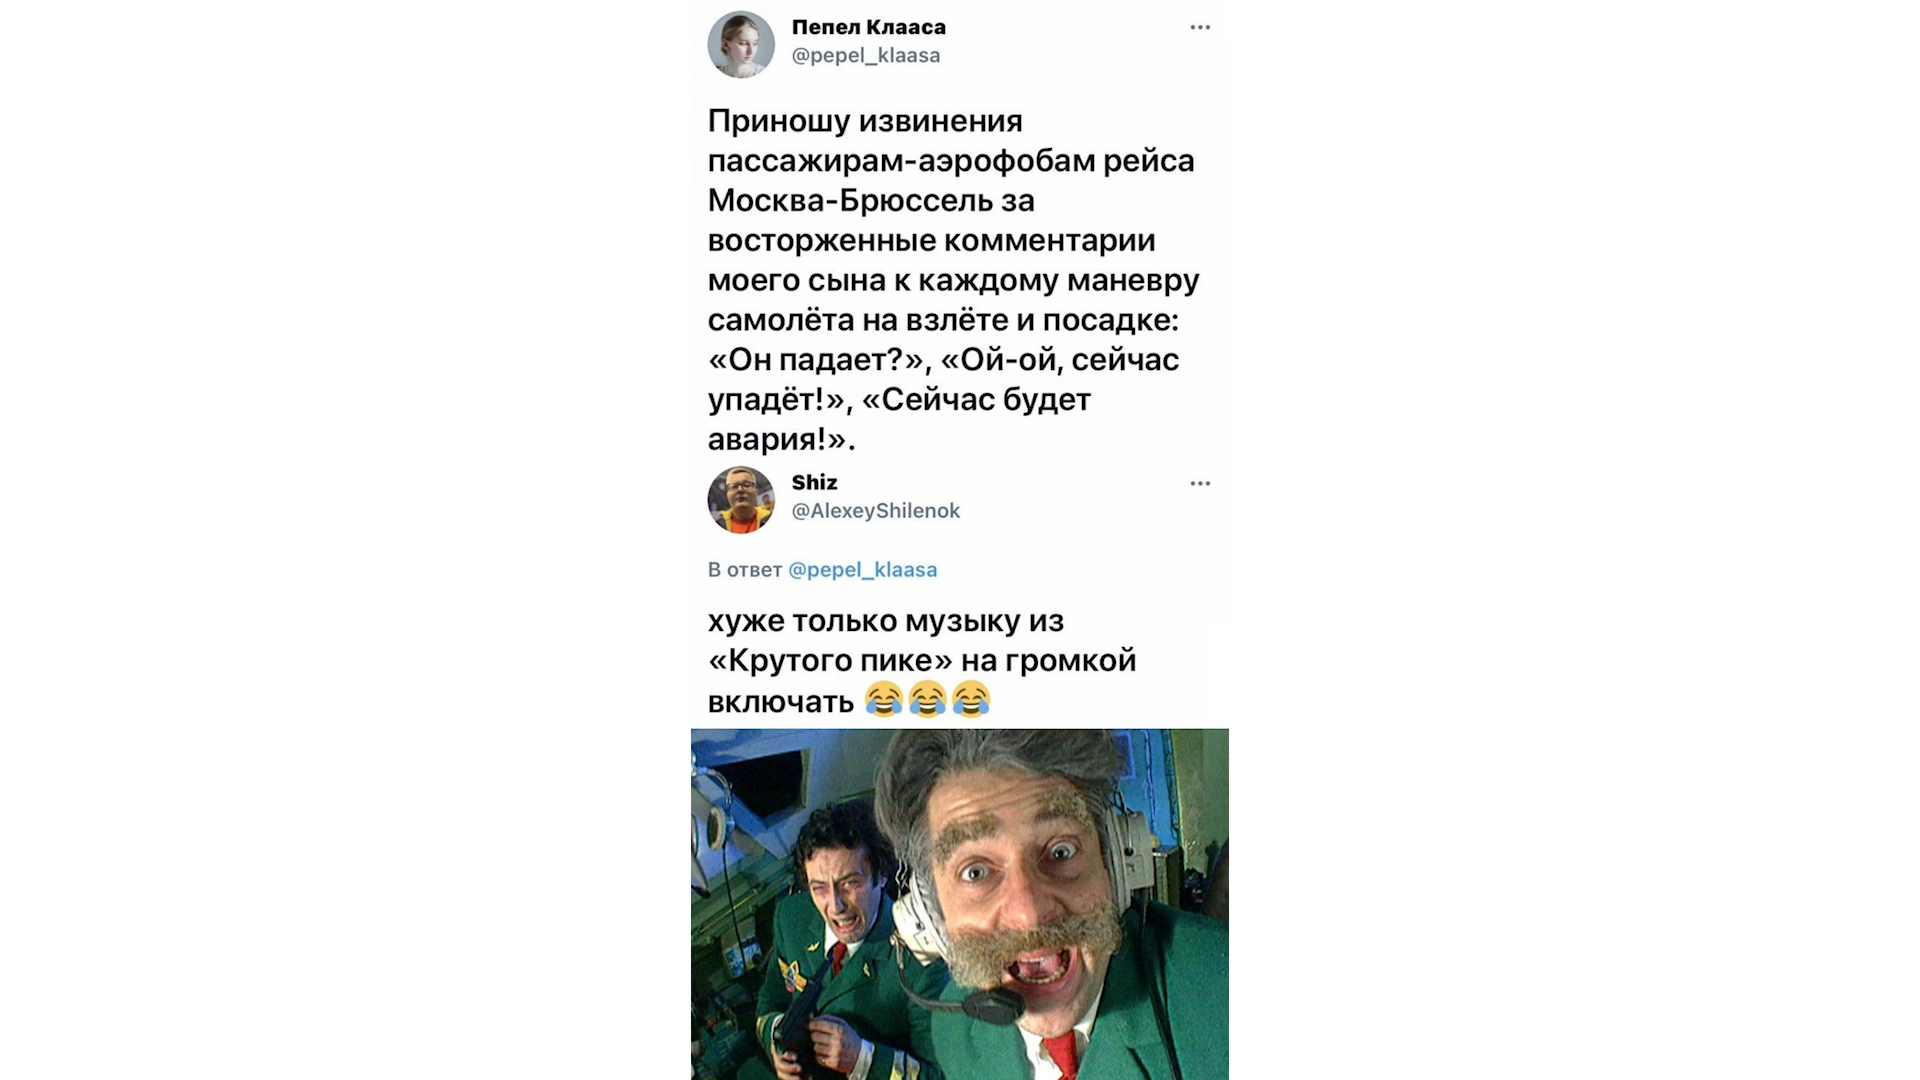 Пепел Клааса
@pepel_klaasa
Приношу извинения
пассажирам-аэрофобам рейса
Москва-Брюссель за
восторженные комментарии
моего сына к каждому маневру
самолёта на взлёте и посадке:
«Он падает?», «Ой-ой, сейчас
упадёт!», «Сейчас будет
авария!».
Shiz
@AlexeyShilenok
В ответ @pepel_klaasa
хуже только музыку из
«Крутого пике» на громкой
включать 😂😂😂